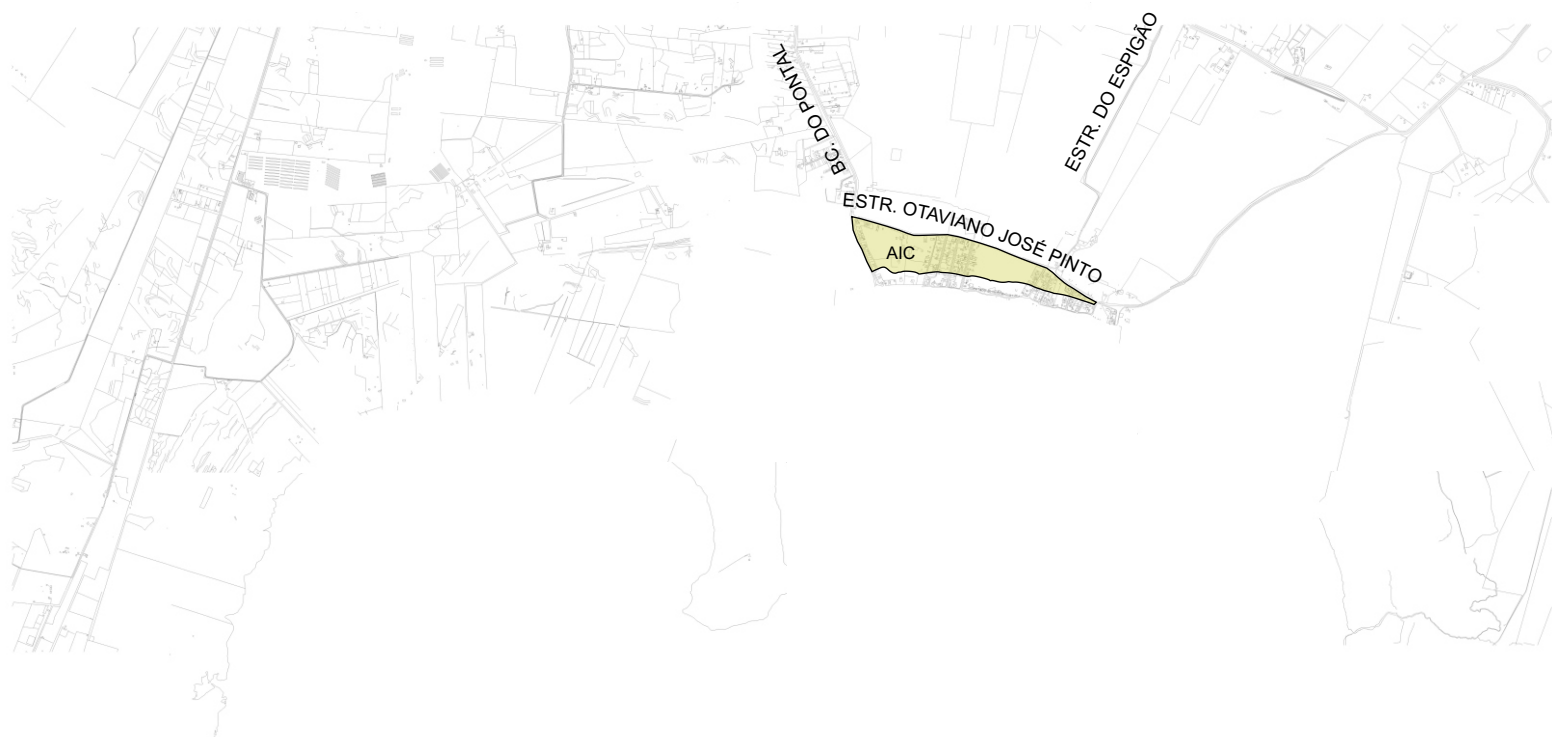 BC. DO PONTAL
ESTR. DO ESPIGÃO
ESTR. OTAVIANO JOSÉ PINTO
AIC